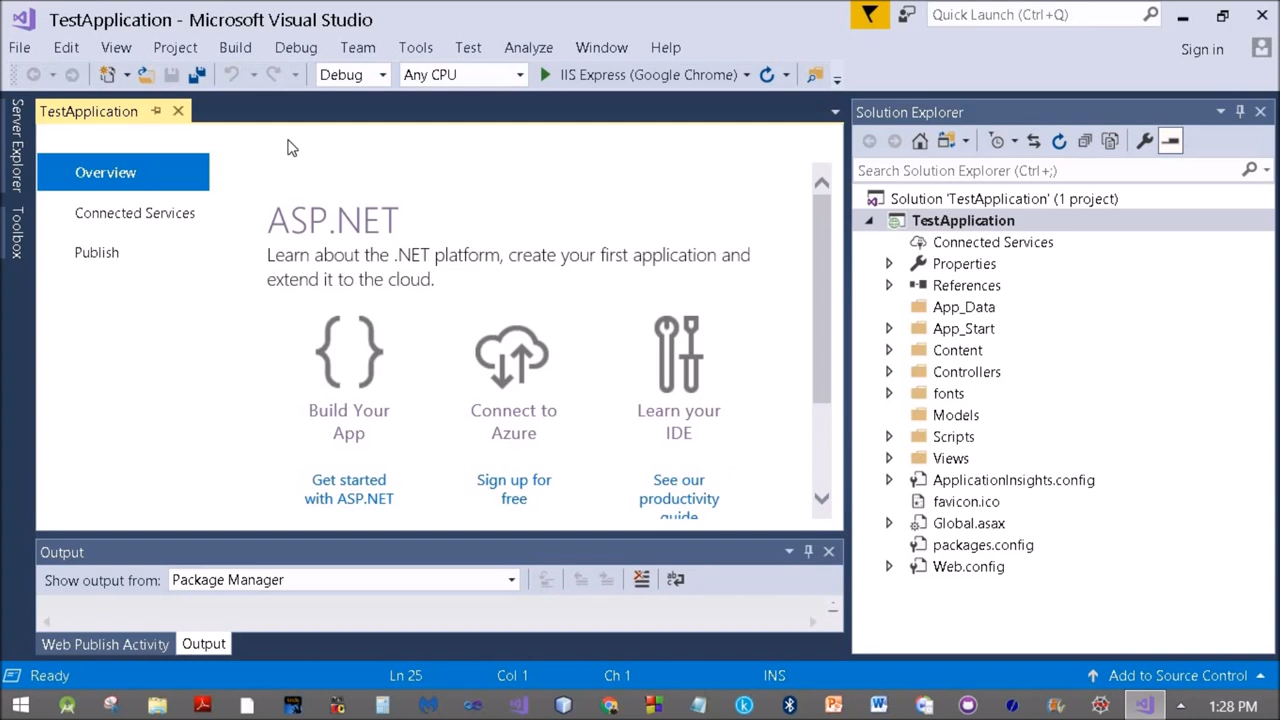 TestApplication - Microsoft Visual Studio
Quick Launch (Ctrl+Q)
File Edit View Project Build Debug Team Tools Test Analyze Window Help
Sign in
Debug Any CPU IIS Express (Google Chrome)
Server Explorer
Toolbox
TestApplication
Overview
Connected Services
Publish
ASP.NET
Learn about the .NET platform, create your first application and
extend it to the cloud.
Build Your
App
Get started
with ASP.NET
Connect to
Azure
Sign up for
free
Learn your
IDE
See our
productivity
guide
Output
Show output from: Package Manager
Web Publish Activity Output
Solution Explorer
Search Solution Explorer (Ctrl+;)
Solution 'TestApplication' (1 project)
TestApplication
Connected Services
Properties
References
App_Data
App_Start
Content
Controllers
fonts
Models
Scripts
Views
ApplicationInsights.config
favicon.ico
Global.asax
packages.config
Web.config
Ready Ln 25 Col 1 Ch 1 INS Add to Source Control
1:28 PM